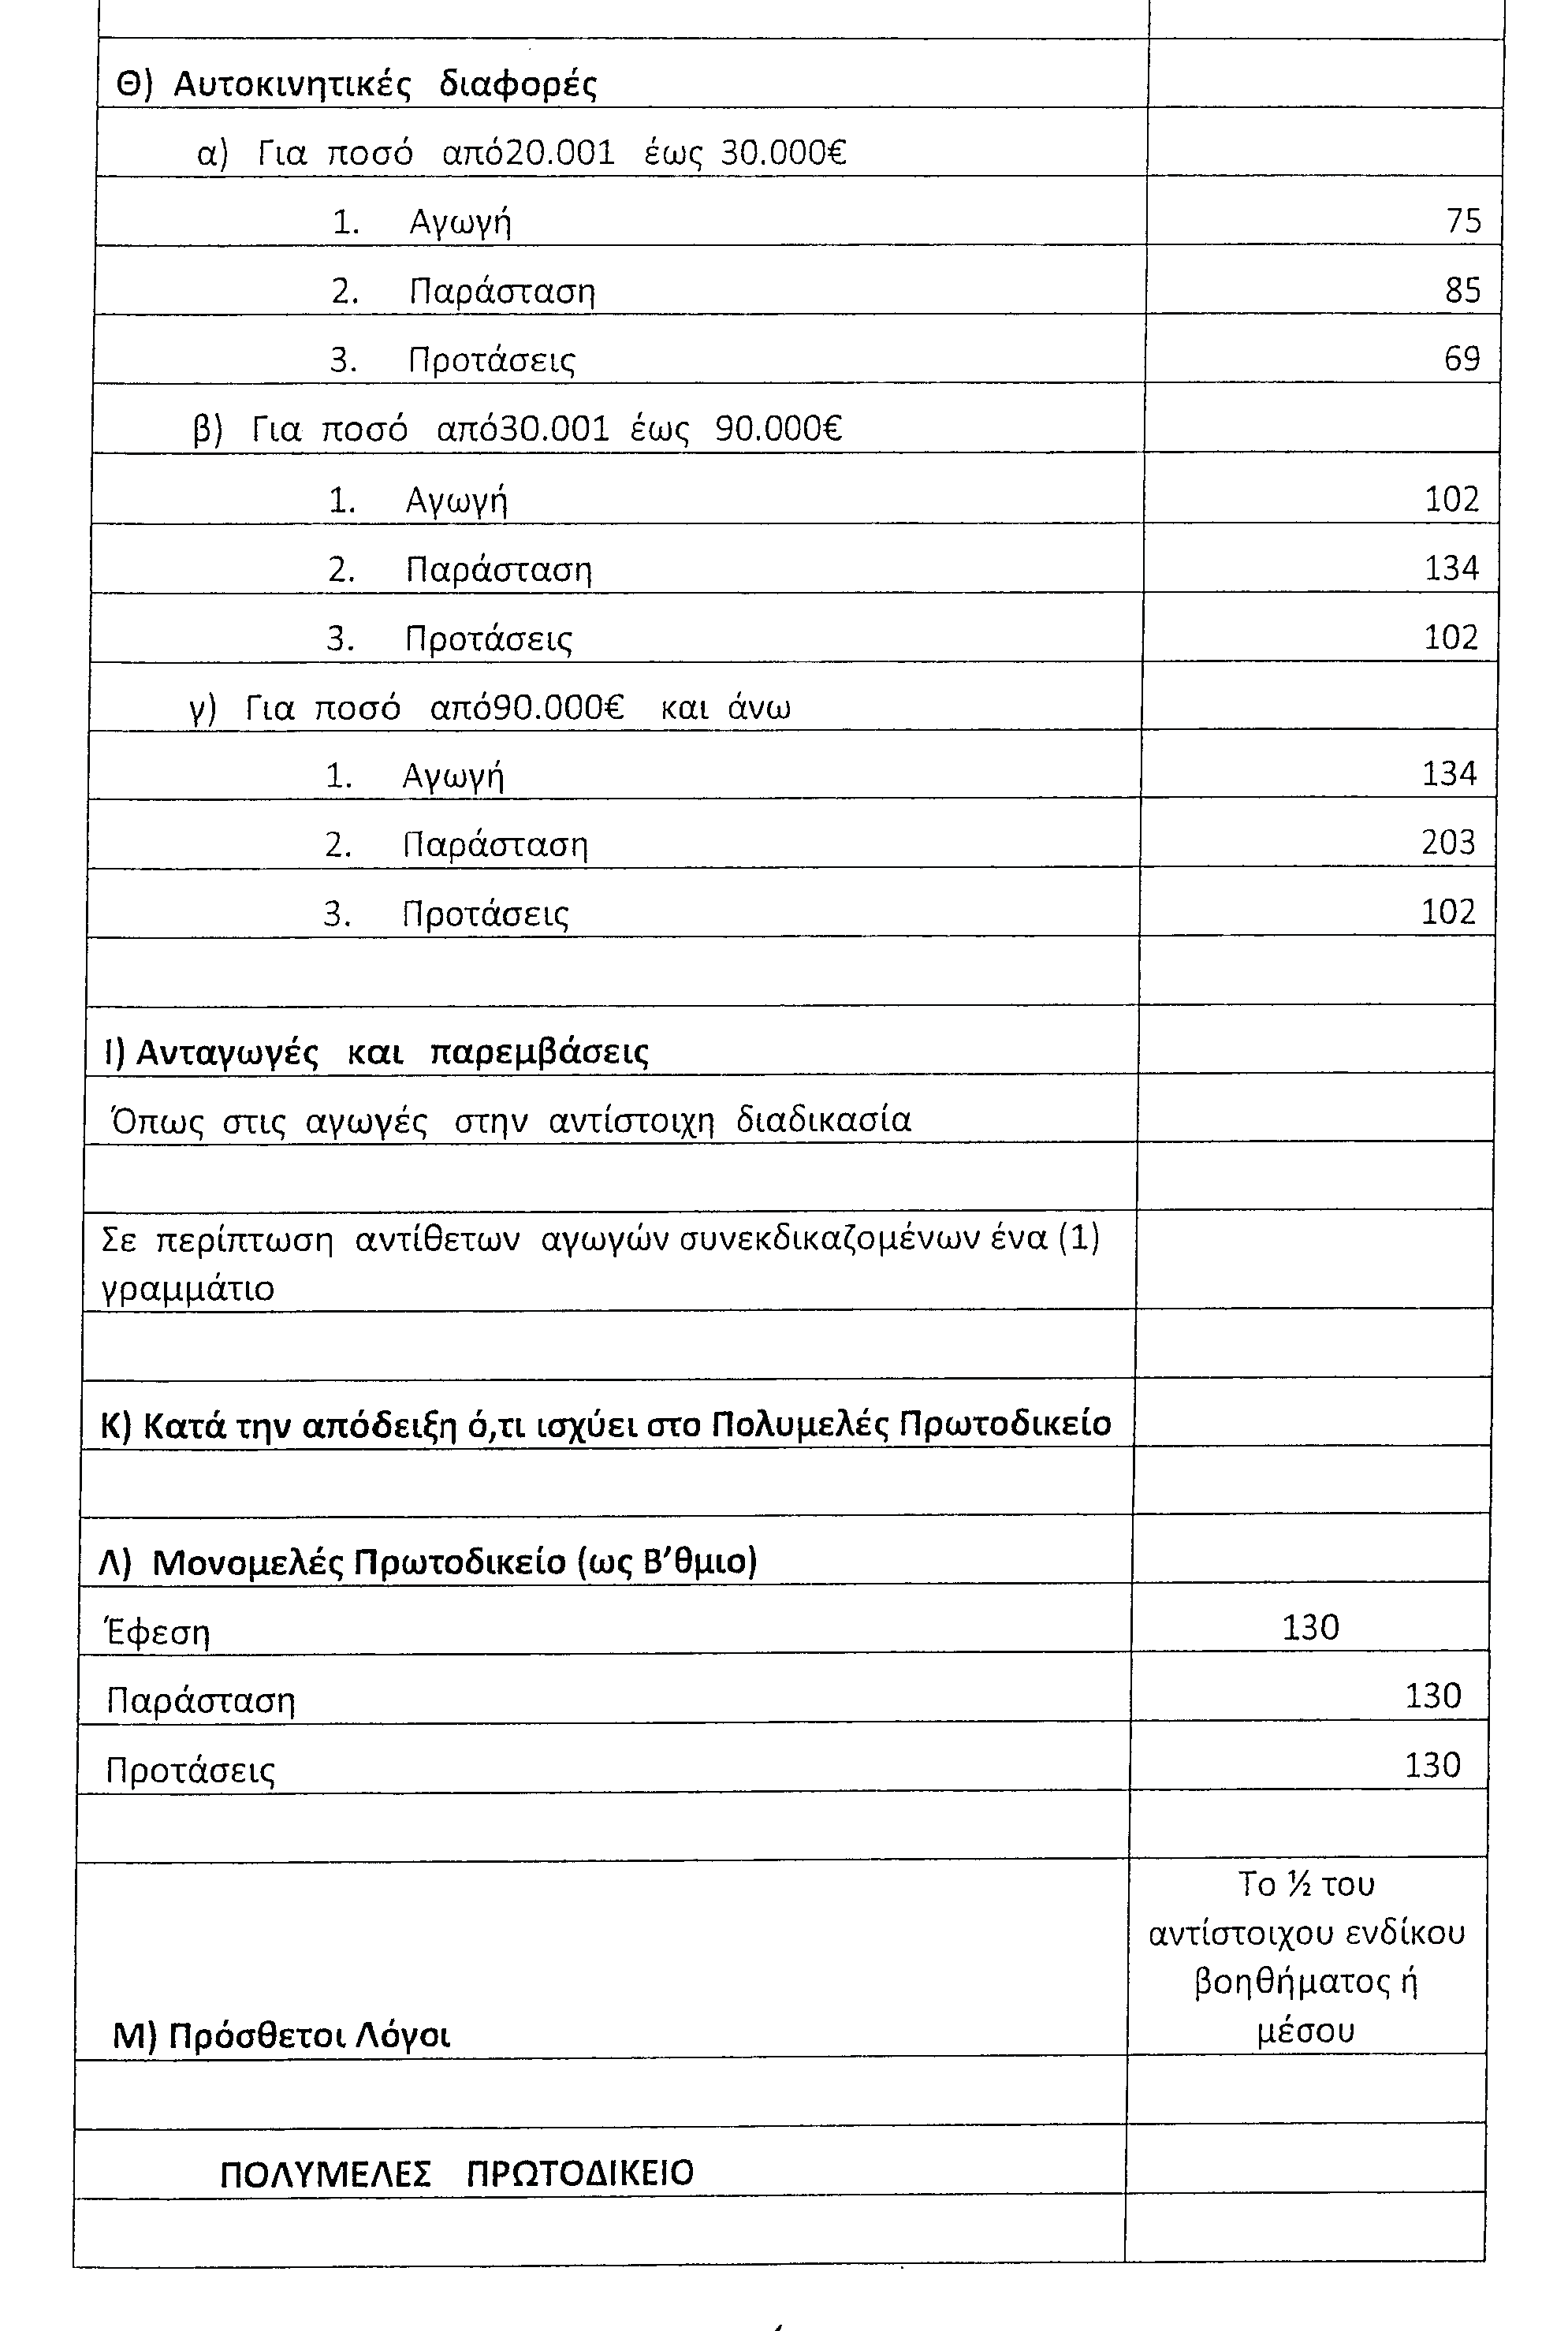 Θ) Αυτοκινητικές διαφορές
α) Για ποσό από20.001 έως 30.000€
1. Αγωγή 75
2. Παράσταση 85
3. Προτάσεις 69
β) Για ποσό από30.001 έως 90.000€
1. Αγωγή 102
2. Παράσταση 134
3. Προτάσεις 102
γ) Για ποσό από90.000€ και άνω
1. Αγωγή 134
2. Παράσταση 203
3. Προτάσεις 102
Ι) Ανταγωγές και παρεμβάσεις
Όπως στις αγωγές στην αντίστοιχη διαδικασία
Σε περίπτωση αντίθετων αγωγών συνεκδικαζομένων ένα (1)
γραμμάτιο
Κ) Κατά την απόδειξη ό,τι ισχύει στο Πολυμελές Πρωτοδικείο
Λ) Μονομελές Πρωτοδικείο (ως Β'θμιο)
Έφεση 130
Παράσταση 130
Προτάσεις 130
Το ½ του
αντίστοιχου ενδίκου
βοηθήματος ή
Μ) Πρόσθετοι Λόγοι μέσου
ΠΟΛΥΜΕΛΕΣ ΠΡΩΤΟΔΙΚΕΙΟ